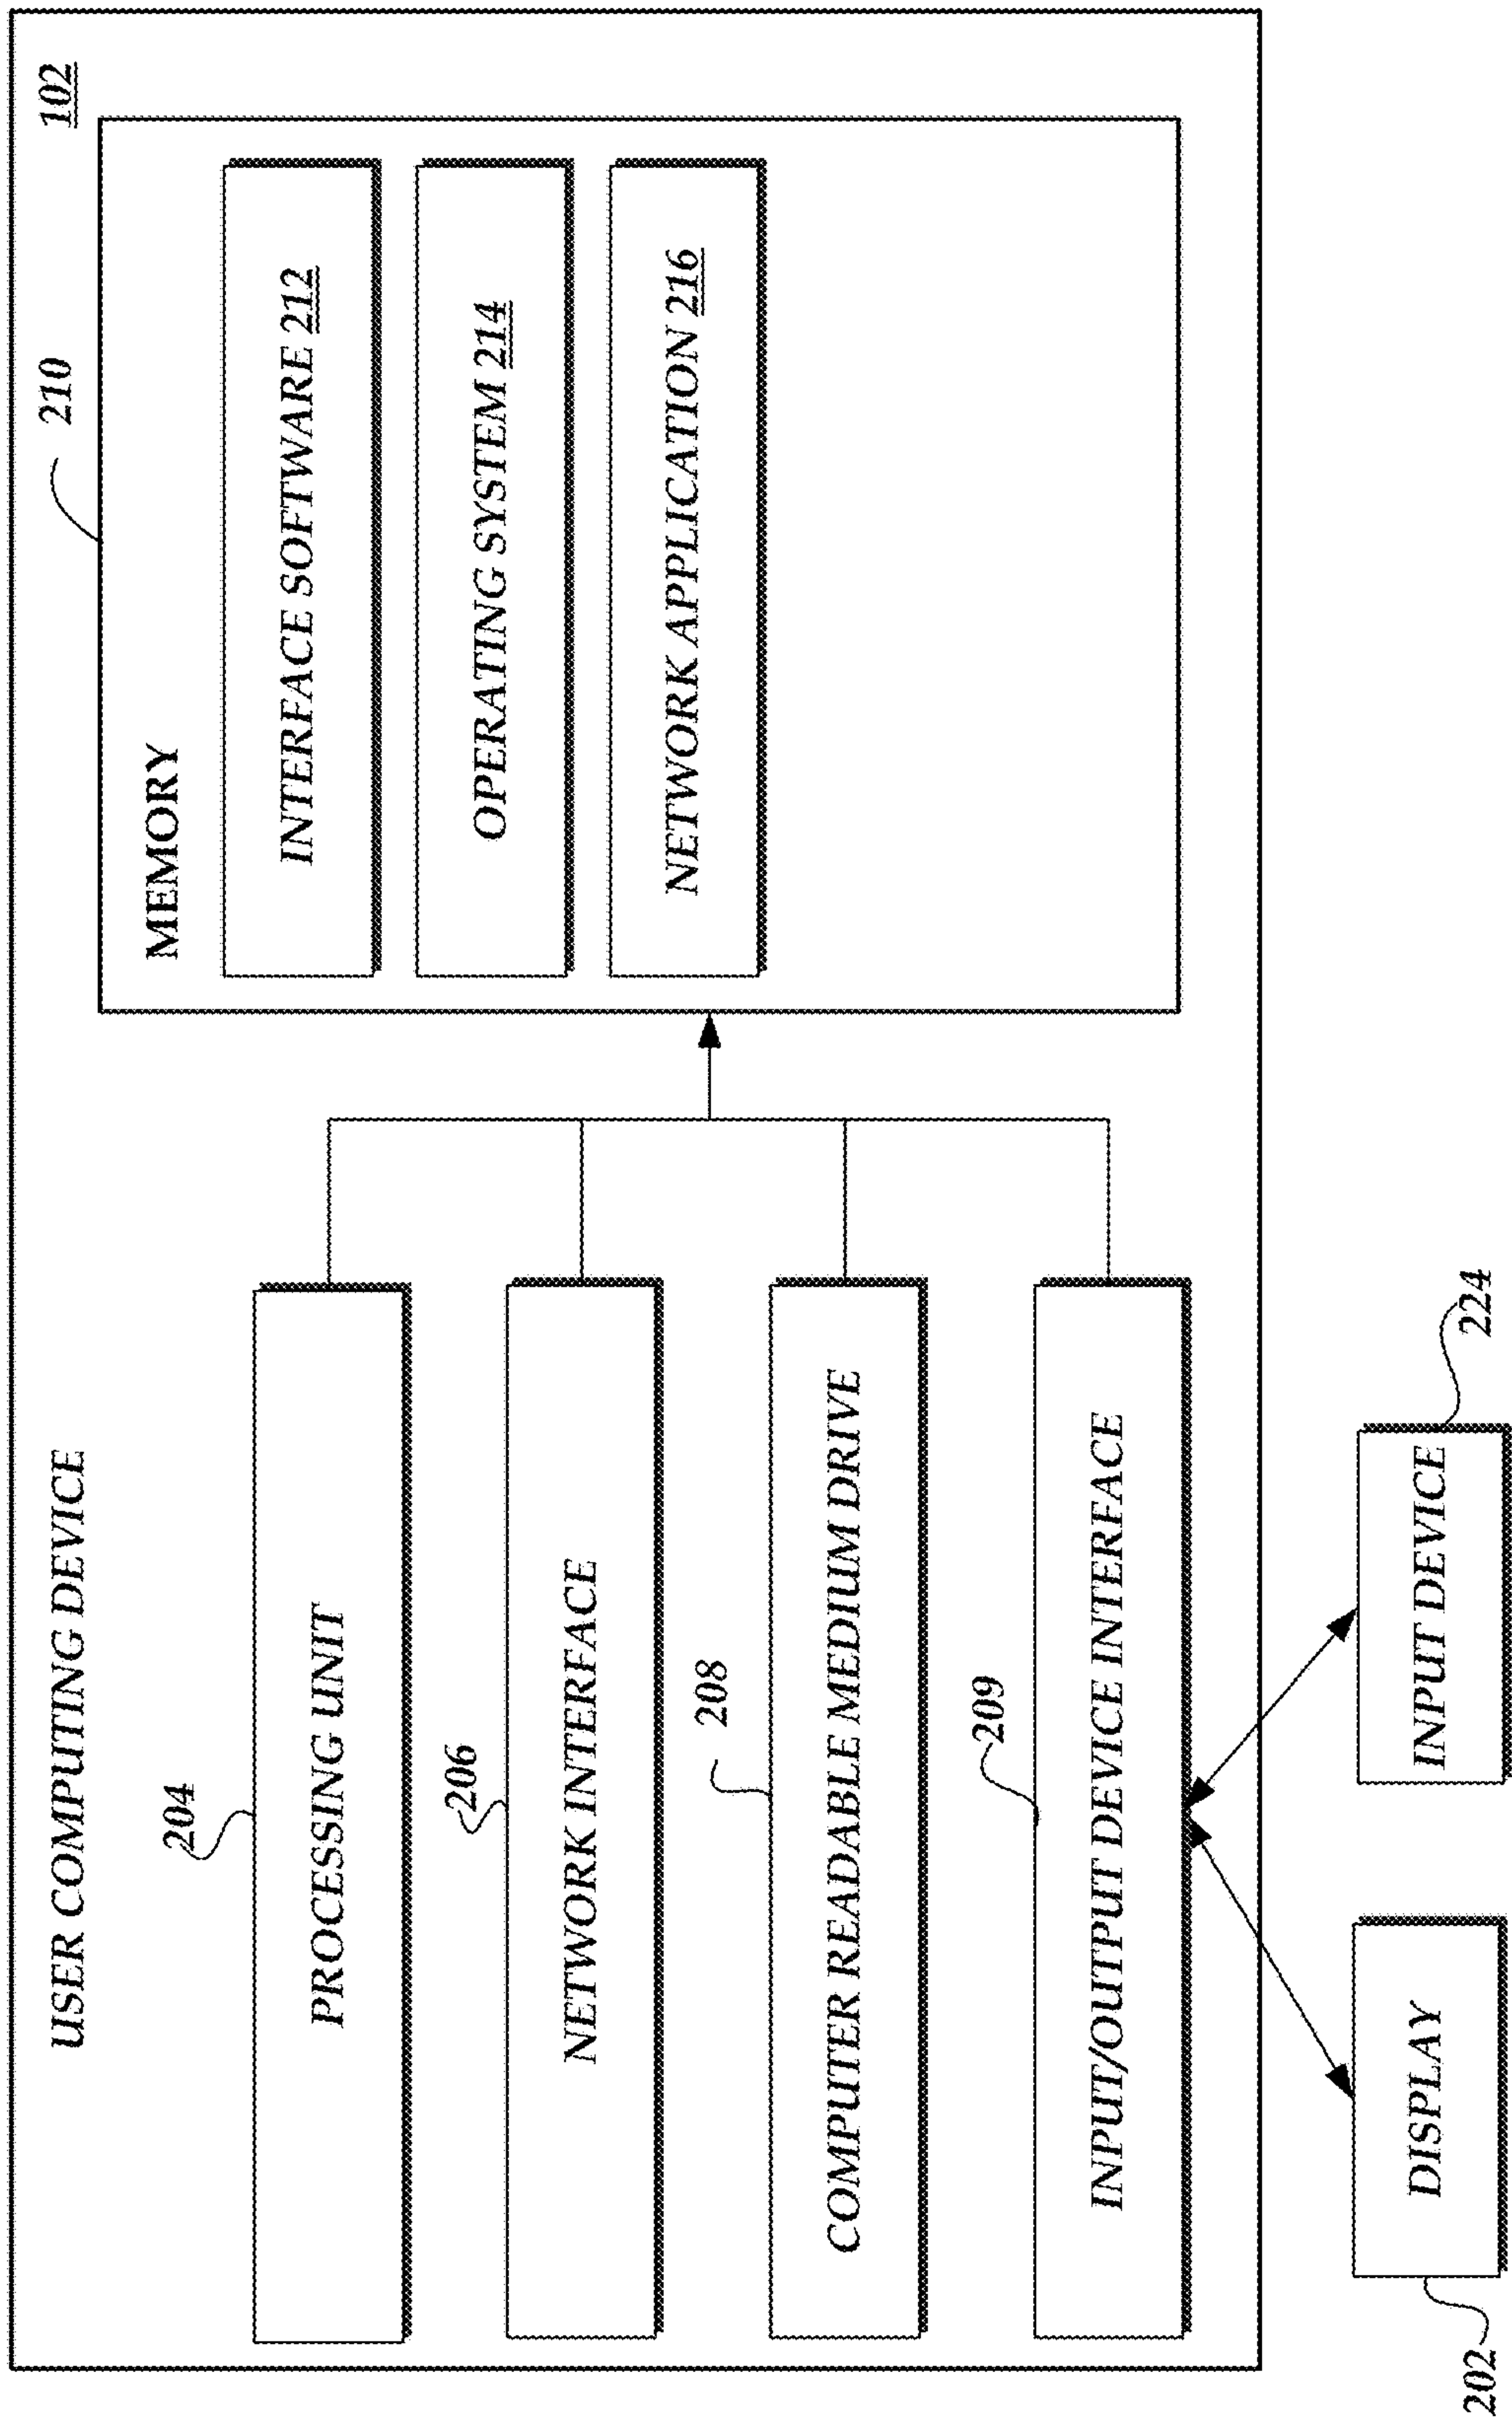 USER COMPUTING DEVICE
102
204
PROCESSING UNIT
206
NETWORK INTERFACE
208
COMPUTER READABLE MEDIUM DRIVE
209
INPUT/OUTPUT DEVICE INTERFACE
210
MEMORY
INTERFACE SOFTWARE 212
OPERATING SYSTEM 214
NETWORK APPLICATION 216
202
DISPLAY
INPUT DEVICE
224